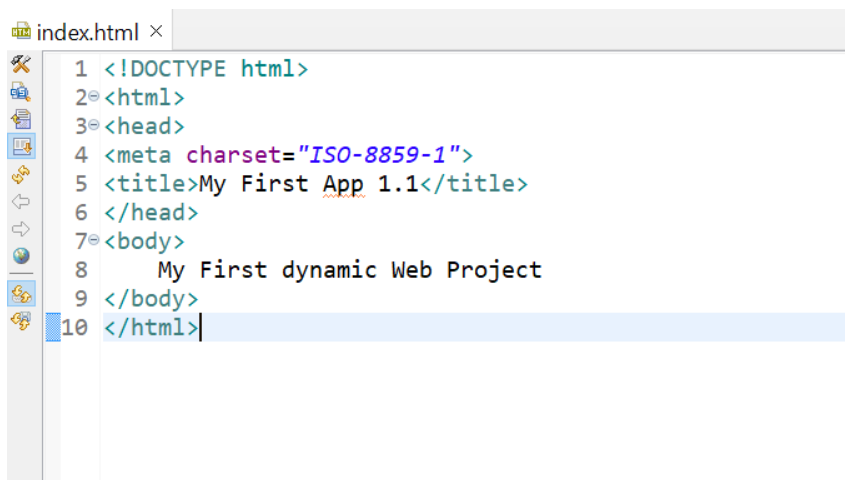 index.html ×
1 <!DOCTYPE html>
2 <html>
3 <head>
4 <meta charset="ISO-8859-1">
5 <title>My First App 1.1</title>
6 </head>
7 <body>
8     My First dynamic Web Project
9 </body>
10 </html>